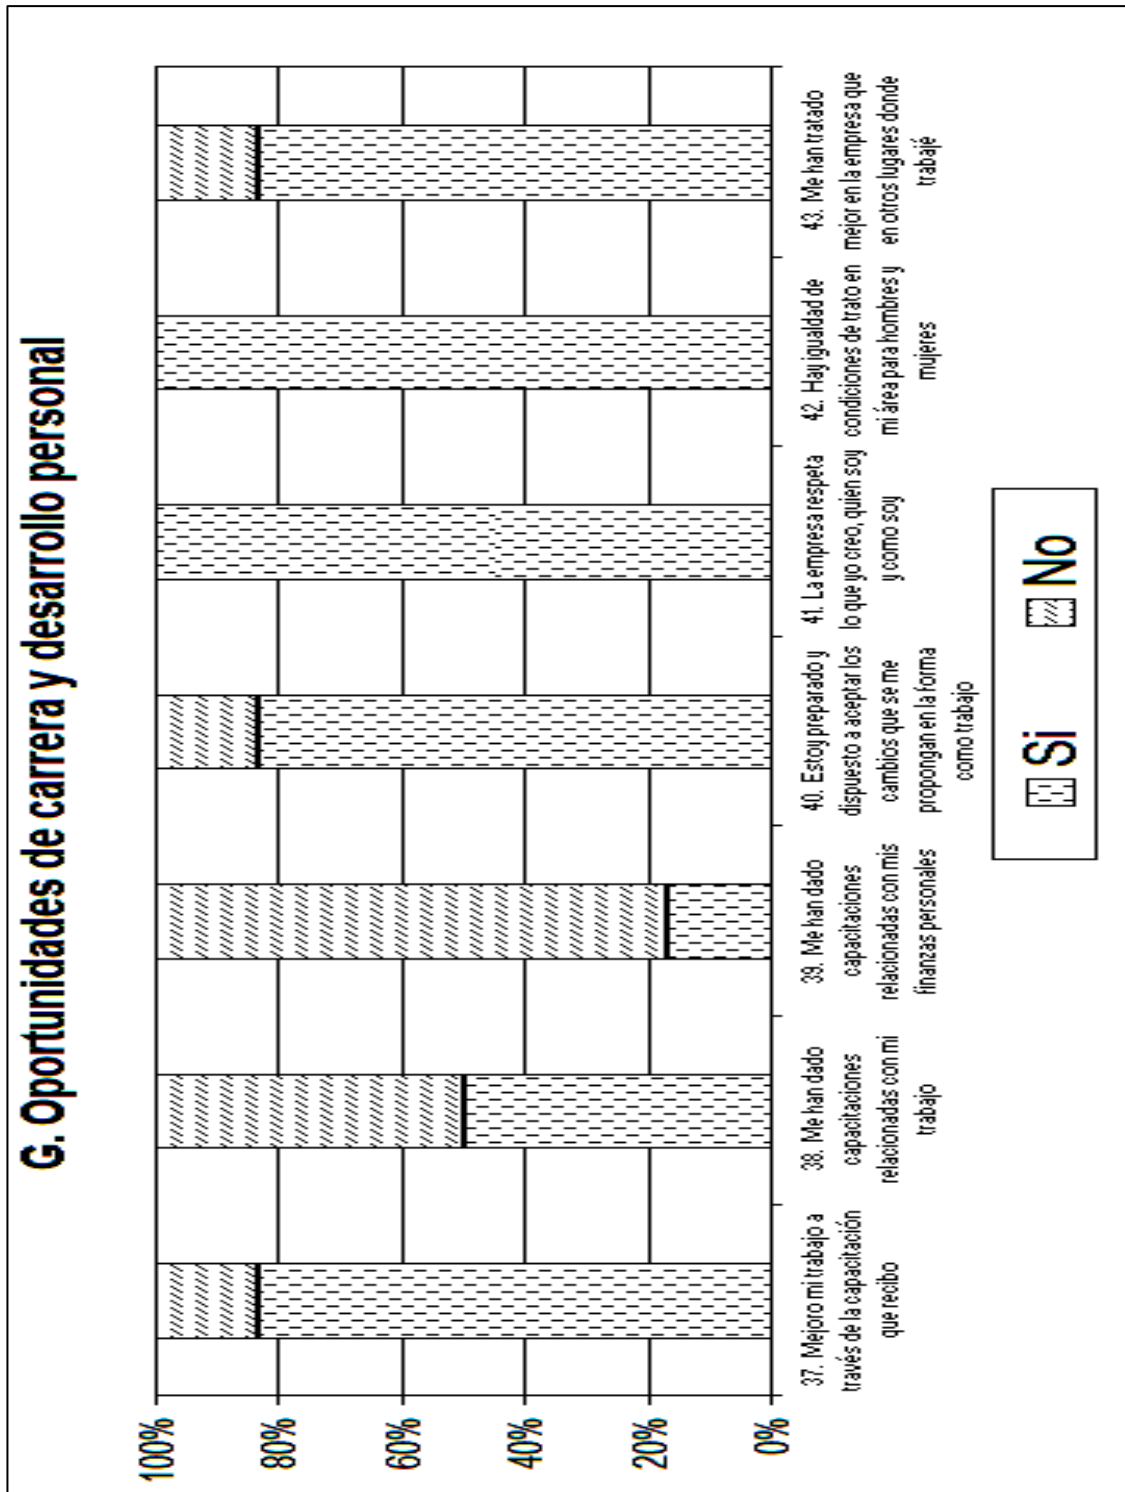 G. Oportunidades de carrera y desarrollo personal
100%
80%
60%
40%
20%
0%
37. Mejoro mi trabajo a
través de la capacitación
que recibo
38. Me han dado
capacitaciones
relacionadas con mi
trabajo
39. Me han dado
capacitaciones
relacionadas con mis
finanzas personales
40. Estoy preparado y
dispuesto a aceptar los
cambios que se me
propongan en la forma
como trabajo
41. La empresa respeta
lo que yo creo, quien soy
y como soy
42. Hay igualdad de
condiciones de trato en
mi área para hombres y
mujeres
43. Me han tratado
mejor en la empresa que
en otros lugares donde
trabajé
Si
No